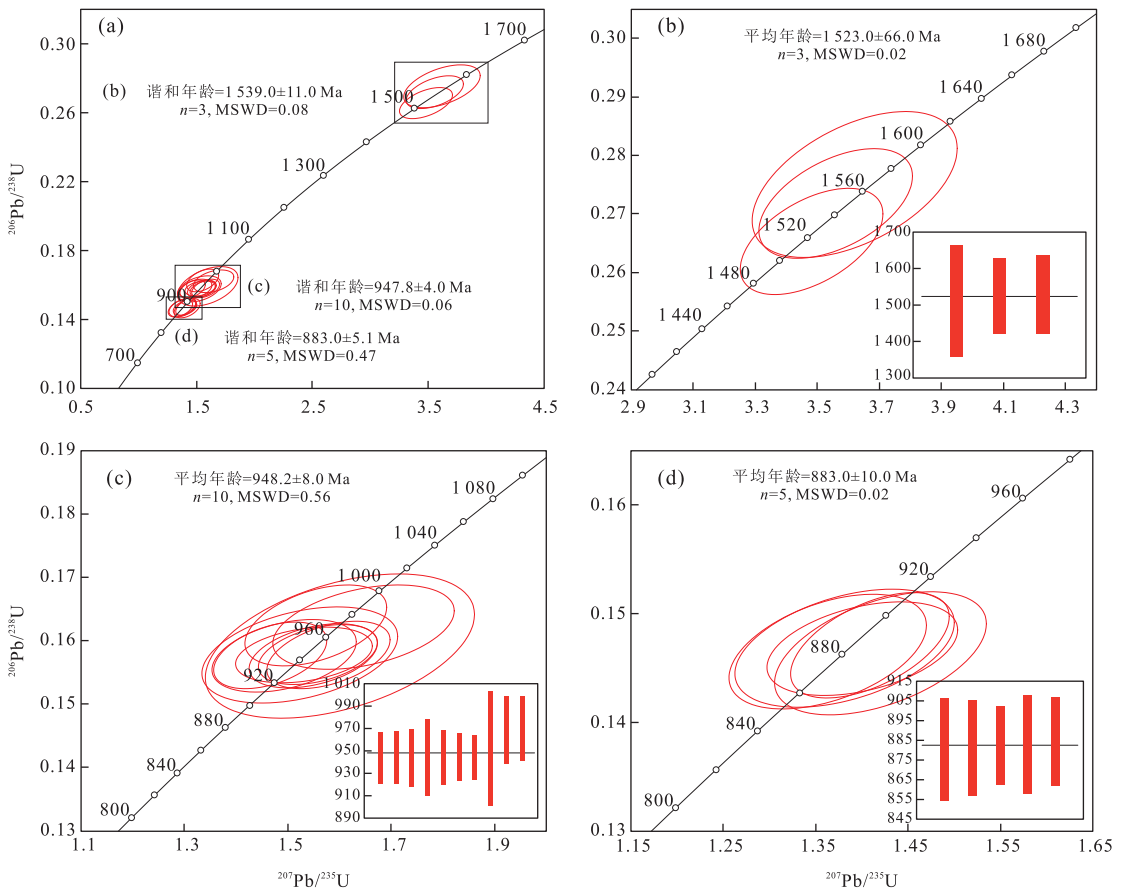 (a)
1 700
0.30
(b) 谐和年龄=1 539.0±11.0 Ma
n=3, MSWD=0.08
1 500
0.26
1 300
0.22
1 100
0.18
(c) 谐和年龄=947.8±4.0 Ma
n=10, MSWD=0.06
900
0.14
(d) 谐和年龄=883.0±5.1 Ma
n=5, MSWD=0.47
700
0.10
0.5 1.5 2.5 3.5 4.5
²⁰⁶Pb/²³⁸U
(b)
平均年龄=1 523.0±66.0 Ma
n=3, MSWD=0.02
0.30
1 680
0.29
1 640
1 600
0.28
1 560
0.27
1 520
1 480
0.26
1 440
0.25
0.24
2.9 3.1 3.3 3.5 3.7 3.9 4.1 4.3
1 700
1 600
1 500
1 400
1 300
(c)
平均年龄=948.2±8.0 Ma
n=10, MSWD=0.56
0.19
1 080
0.18
1 040
0.17
1 000
0.16
960
920
0.15
880
0.14
840
800
0.13
1.1 1.3 1.5 1.7 1.9
1 010
990
970
950
930
910
890
²⁰⁶Pb/²³⁸U
²⁰⁷Pb/²³⁵U
(d)
平均年龄=883.0±10.0 Ma
n=5, MSWD=0.02
960
0.16
920
0.15
880
0.14
840
800
0.13
1.15 1.25 1.35 1.45 1.55 1.65
915
905
895
885
875
865
855
845
²⁰⁷Pb/²³⁵U